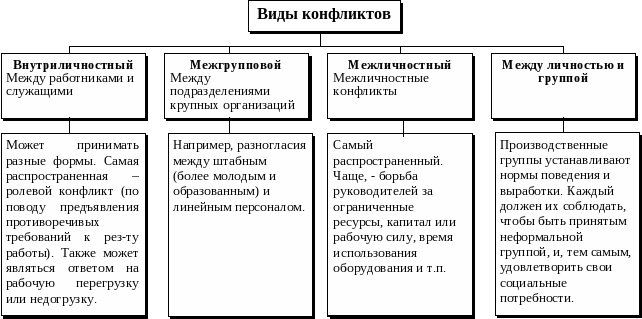 Виды конфликтов
Внутриличностный
Между работниками и
служащими
Межгрупповой
Между
подразделениями
крупных организаций
Межличностный
Межличностные
конфликты
Между личностью и
группой
Может принимать
разные формы. Самая
распространенная –
ролевой конфликт (по
поводу предъявления
противоречивых
требований к рез-ту
работы). Также может
являться ответом на
рабочую перегрузку
или недогрузку.
Например, разногласия
между штабным
(более молодым и
образованным) и
линейным персоналом.
Самый
распространенный.
Чаще, - борьба
руководителей за
ограниченные
ресурсы, капитал или
рабочую силу, время
использования
оборудования и т.п.
Производственные
группы устанавливают
нормы поведения и
выработки. Каждый
должен их соблюдать,
чтобы быть принятым
неформальной
группой, и, тем самым,
удовлетворить свои
социальные
потребности.